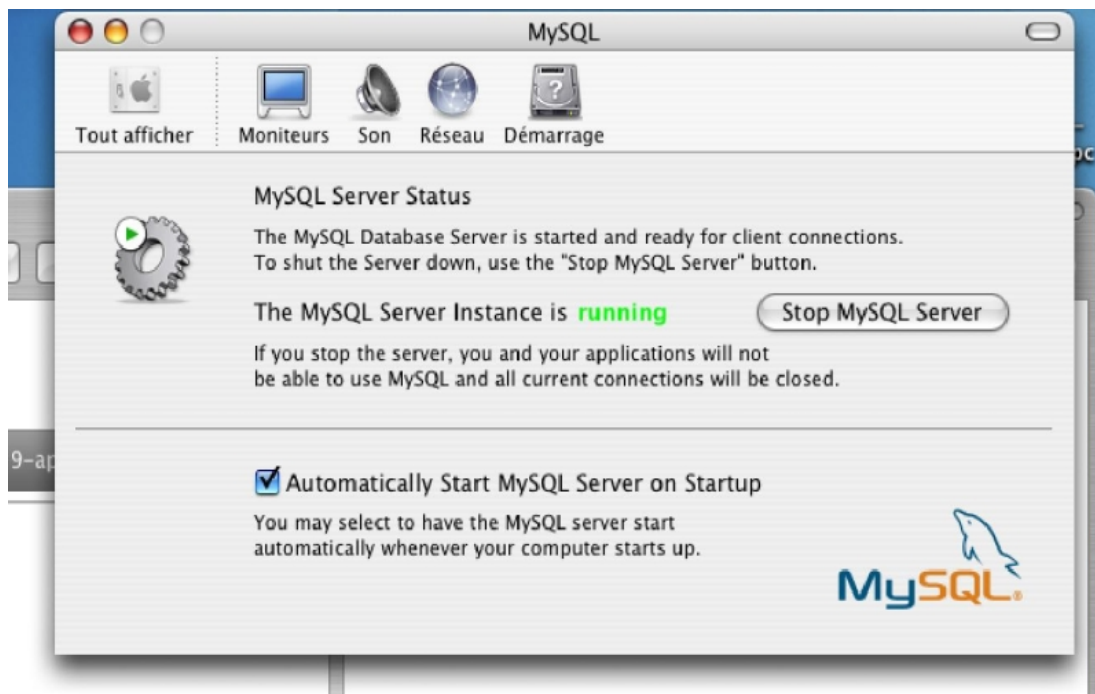 MySQL
Tout afficher
Moniteurs
Son
Réseau
Démarrage
MySQL Server Status
The MySQL Database Server is started and ready for client connections.
To shut the Server down, use the "Stop MySQL Server" button.
The MySQL Server Instance is running
Stop MySQL Server
If you stop the server, you and your applications will not
be able to use MySQL and all current connections will be closed.
9-ap
Automatically Start MySQL Server on Startup
You may select to have the MySQL server start
automatically whenever your computer starts up.
MySQL®